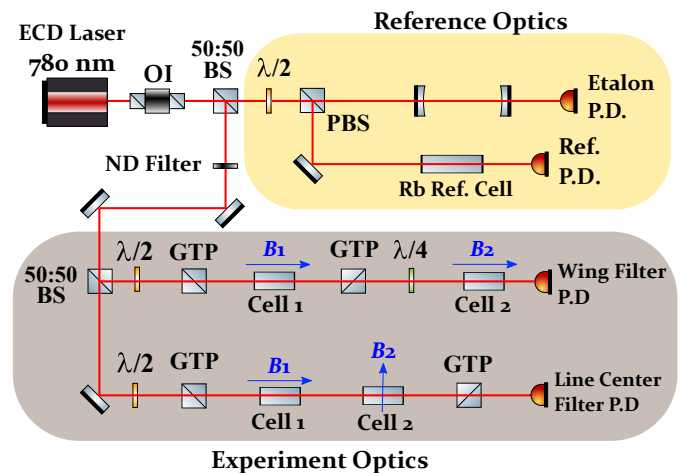 Reference Optics
ECD Laser
780 nm
OI
50:50
BS
λ/2
PBS
Etalon
P.D.
Ref.
P.D.
Rb Ref. Cell
ND Filter
50:50
BS
λ/2
GTP
B1
Cell 1
GTP
λ/4
B2
Cell 2
Wing Filter
P.D
λ/2
GTP
B1
Cell 1
B2
Cell 2
GTP
Line Center
Filter P.D
Experiment Optics